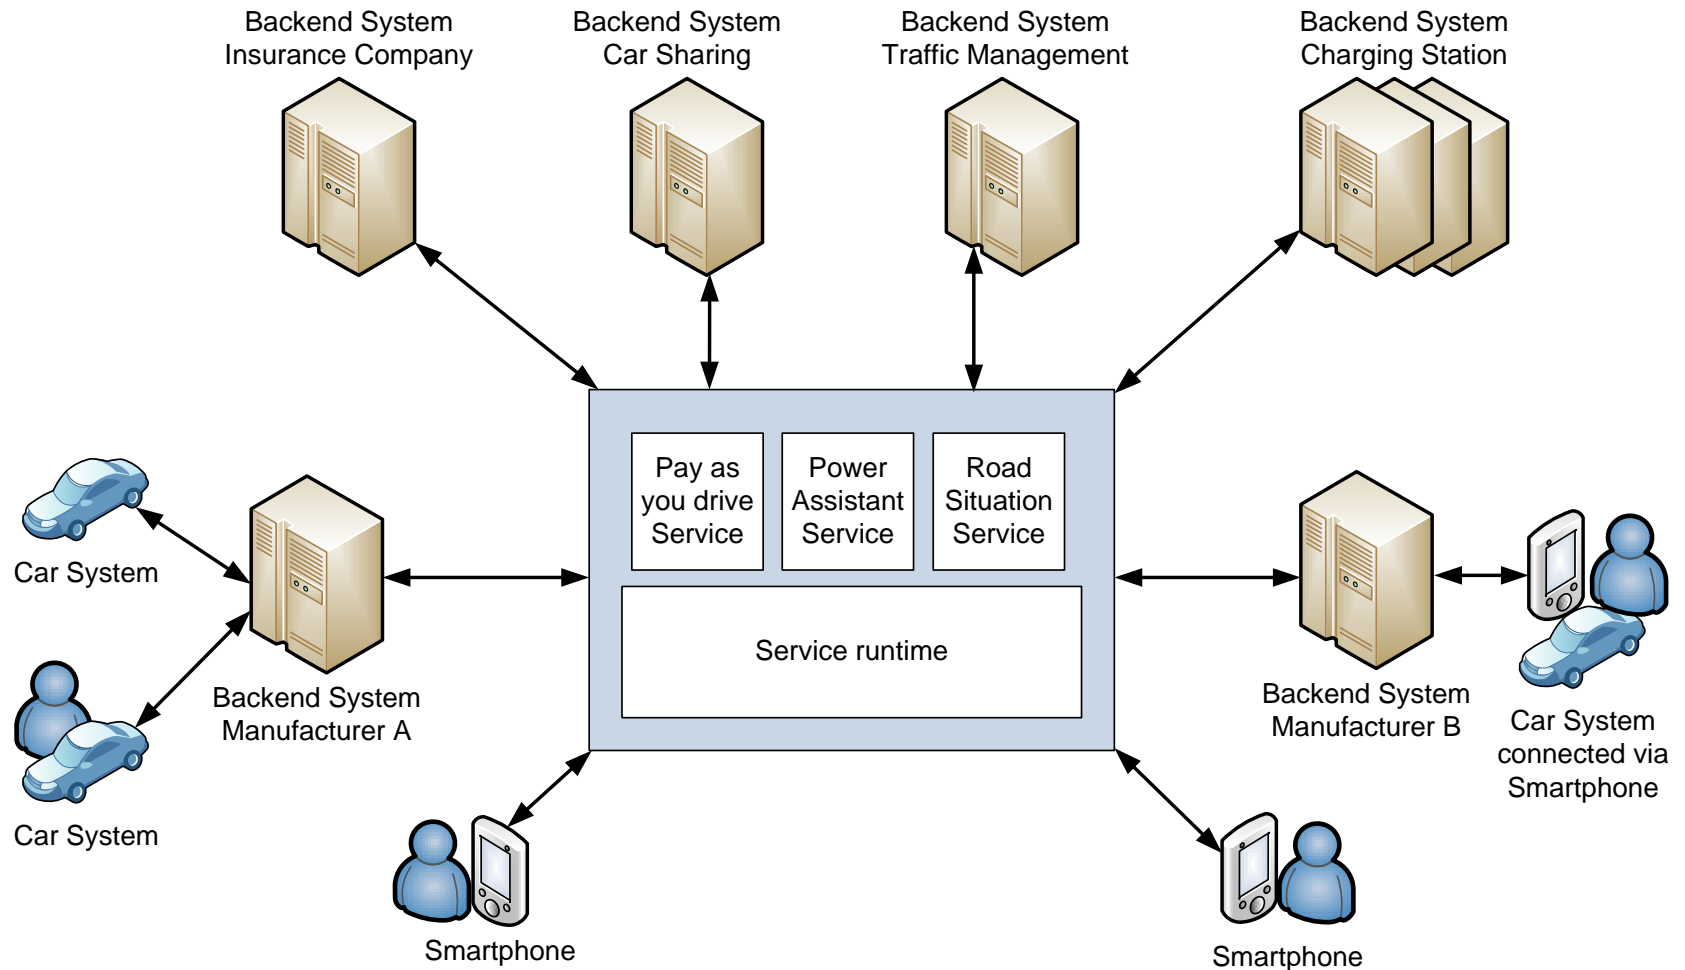 Backend System
Insurance Company
Backend System
Car Sharing
Backend System
Traffic Management
Backend System
Charging Station
Pay as
you drive
Service
Power
Assistant
Service
Road
Situation
Service
Service runtime
Car System
Backend System
Manufacturer A
Car System
Backend System
Manufacturer B
Car System
connected via
Smartphone
Smartphone
Smartphone